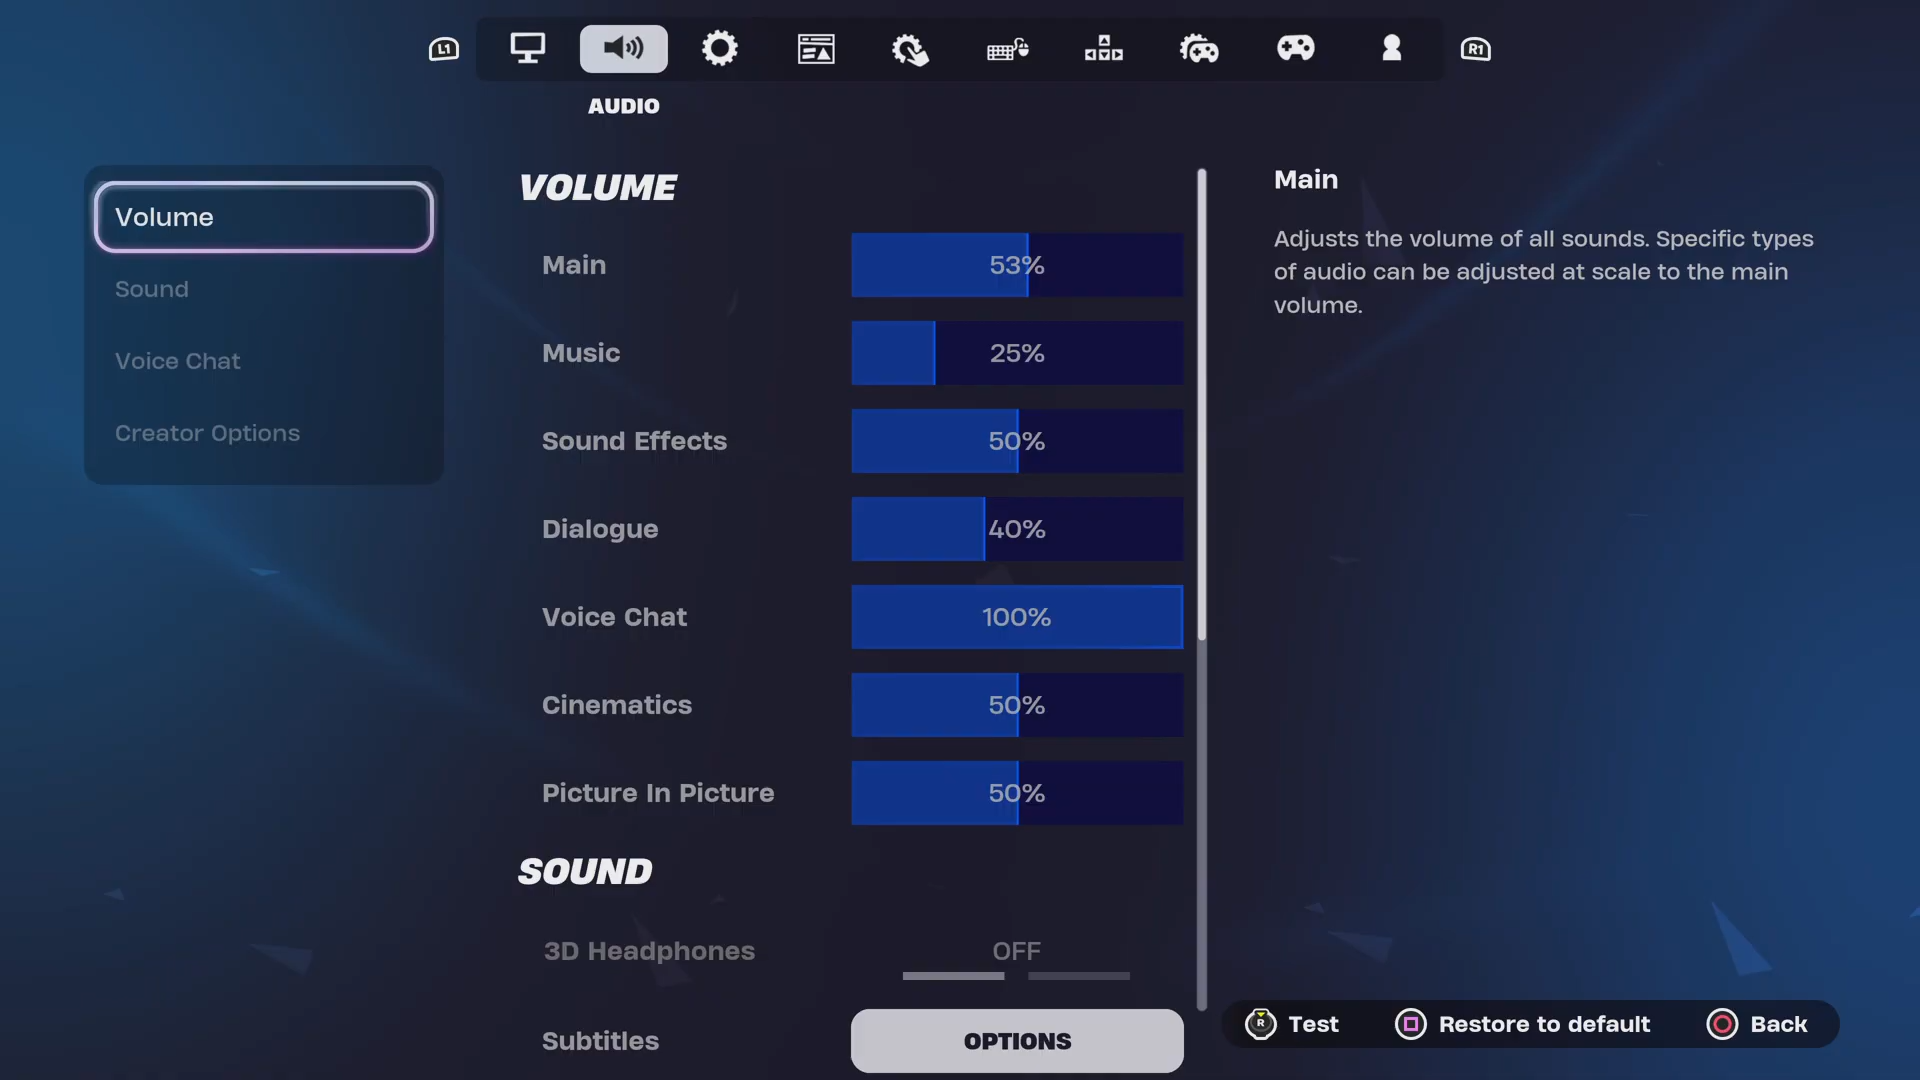 L1
R1
AUDIO
Volume
Sound
Voice Chat
Creator Options
VOLUME
Main 53%
Music 25%
Sound Effects 50%
Dialogue 40%
Voice Chat 100%
Cinematics 50%
Picture In Picture 50%
SOUND
3D Headphones OFF
Subtitles OPTIONS
Main
Adjusts the volume of all sounds. Specific types
of audio can be adjusted at scale to the main
volume.
R Test Restore to default Back